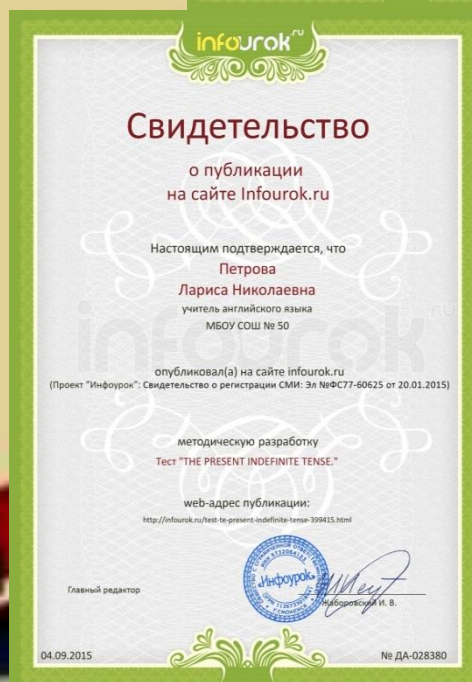 infourok ru
Свидетельство
о публикации
на сайте Infourok.ru
Настоящим подтверждается, что
Петрова
Лариса Николаевна
учитель английского языка
МБОУ СОШ № 50
опубликовал(а) на сайте infourok.ru
(Проект "Инфоурок": Свидетельство о регистрации СМИ: Эл №ФС77-60625 от 20.01.2015)
методическую разработку
Тест "THE PRESENT INDEFINITE TENSE."
web-адрес публикации:
http://infourok.ru/test-te-present-indefinite-tense-399415.html
«Инфоурок»
Главный редактор
Жаборовский И. В.
04.09.2015
№ ДА-028380